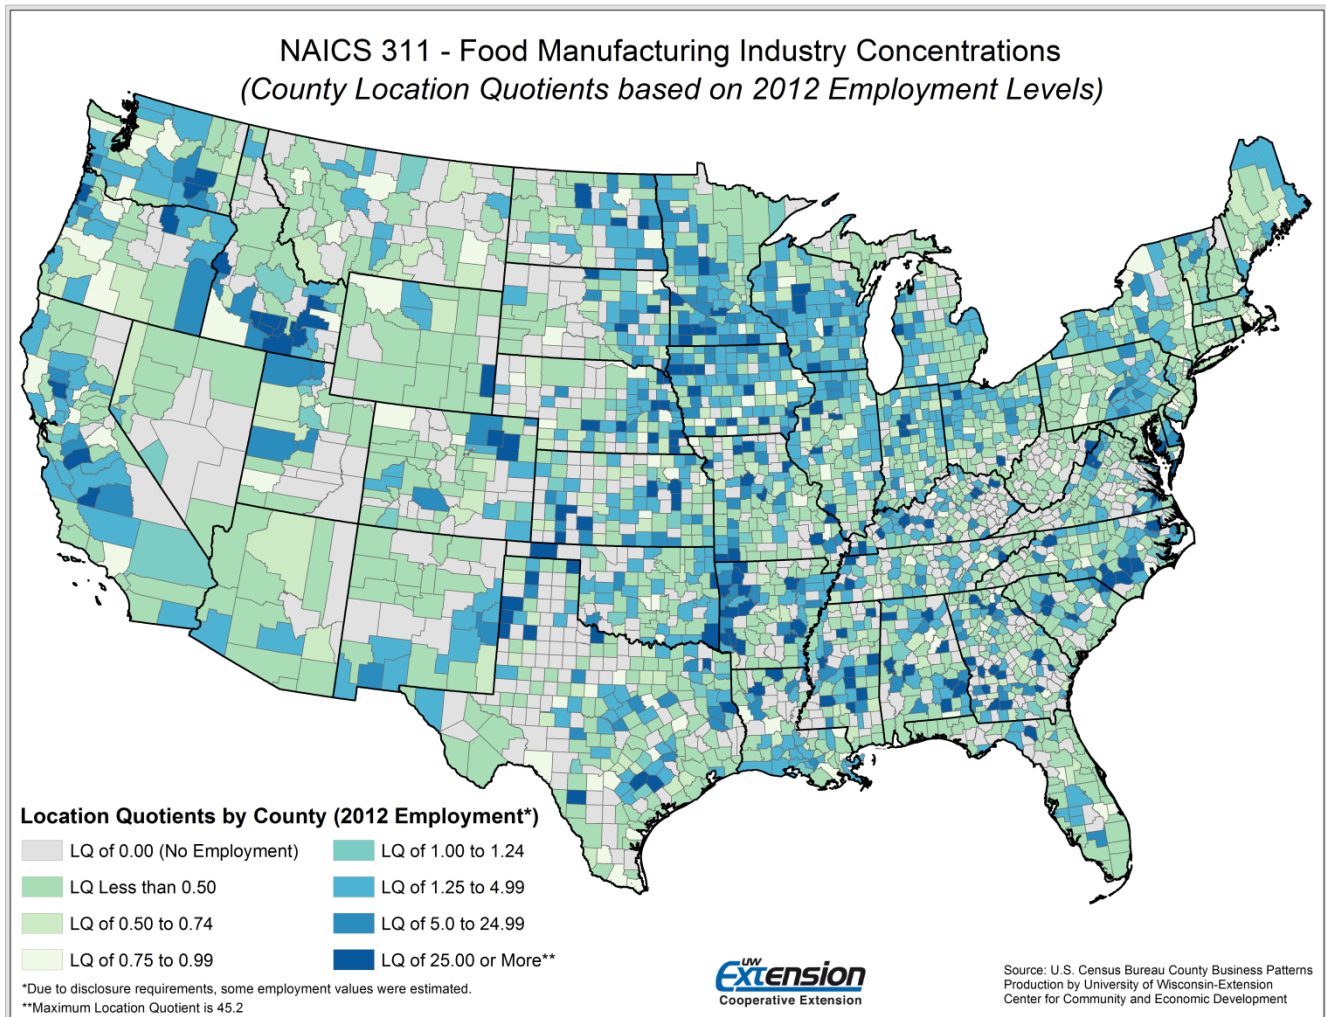 NAICS 311 - Food Manufacturing Industry Concentrations
(County Location Quotients based on 2012 Employment Levels)
Location Quotients by County (2012 Employment*)
LQ of 0.00 (No Employment)
LQ Less than 0.50
LQ of 0.50 to 0.74
LQ of 0.75 to 0.99
LQ of 1.00 to 1.24
LQ of 1.25 to 4.99
LQ of 5.0 to 24.99
LQ of 25.00 or More**
*Due to disclosure requirements, some employment values were estimated.
**Maximum Location Quotient is 45.2
UW
Extension
Cooperative Extension
Source: U.S. Census Bureau County Business Patterns
Production by University of Wisconsin-Extension
Center for Community and Economic Development